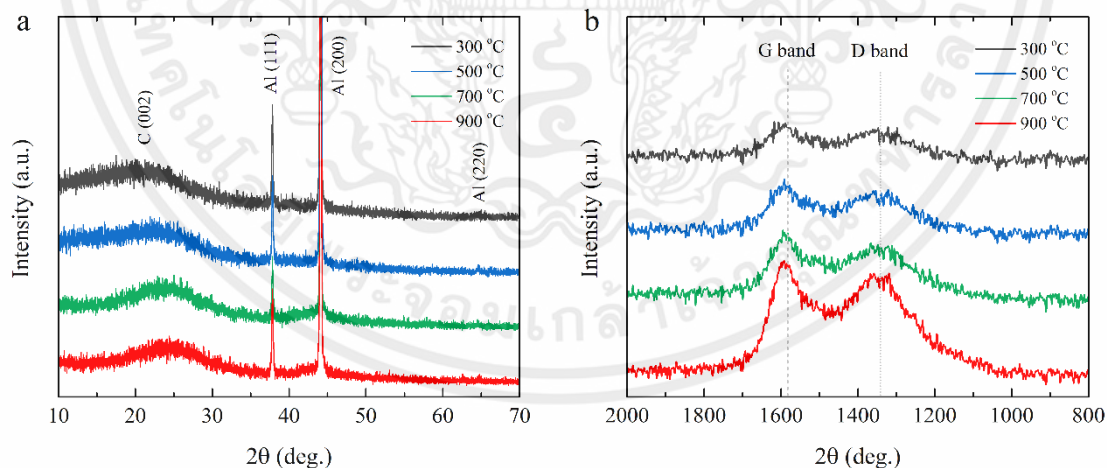 a
C (002)
Al (111)
Al (200)
Al (220)
300 °C
500 °C
700 °C
900 °C
Intensity (a.u.)
10 20 30 40 50 60 70
2θ (deg.)
b
G band D band
300 °C
500 °C
700 °C
900 °C
Intensity (a.u.)
2000 1800 1600 1400 1200 1000 800
2θ (deg.)